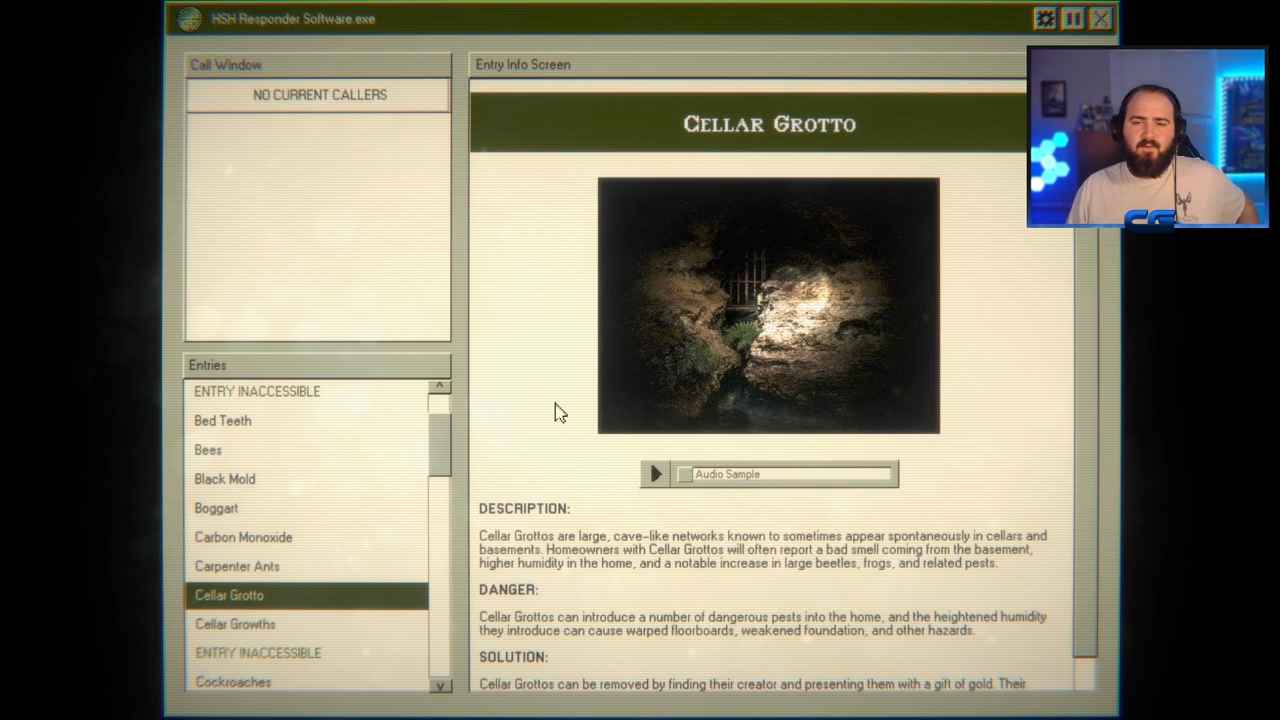 HSH Responder Software.exe
Call Window
NO CURRENT CALLERS
Entries
ENTRY INACCESSIBLE
Bed Teeth
Bees
Black Mold
Boggart
Carbon Monoxide
Carpenter Ants
Cellar Grotto
Cellar Growths
ENTRY INACCESSIBLE
Cockroaches
Entry Info Screen
Cellar Grotto
Audio Sample
DESCRIPTION:
Cellar Grottos are large, cave-like networks known to sometimes appear spontaneously in cellars and
basements. Homeowners with Cellar Grottos will often report a bad smell coming from the basement,
higher humidity in the home, and a notable increase in large beetles, frogs, and related pests.
DANGER:
Cellar Grottos can introduce a number of dangerous pests into the home, and the heightened humidity
they introduce can cause warped floorboards, weakened foundation, and other hazards.
SOLUTION:
Cellar Grottos can be removed by finding their creator and presenting them with a gift of gold. Their